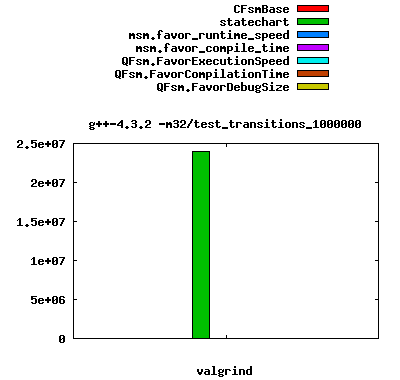 CFsmBase
statechart
msm.favor_runtime_speed
msm.favor_compile_time
QFsm.FavorExecutionSpeed
QFsm.FavorCompilationTime
QFsm.FavorDebugSize
g++-4.3.2 -m32/test_transitions_1000000
2.5e+07
2e+07
1.5e+07
1e+07
5e+06
0
valgrind